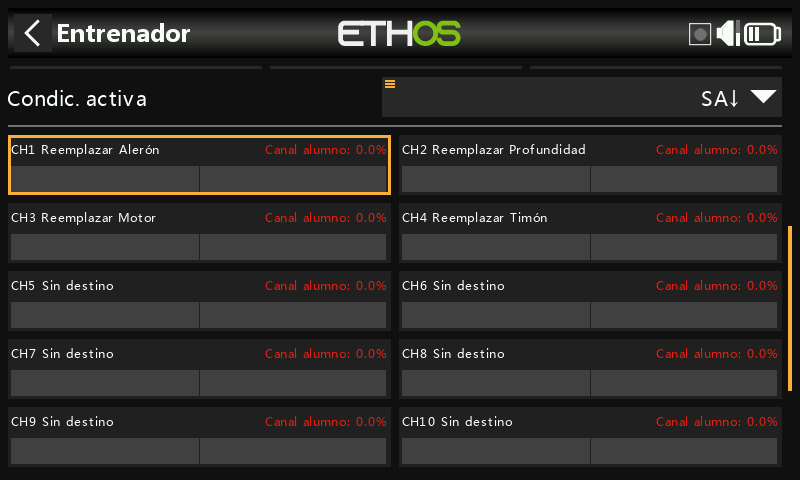 Entrenador
ETHOS
Condic. activa
SA↓
CH1 Reemplazar Alerón Canal alumno: 0.0%
CH2 Reemplazar Profundidad Canal alumno: 0.0%
CH3 Reemplazar Motor Canal alumno: 0.0%
CH4 Reemplazar Timón Canal alumno: 0.0%
CH5 Sin destino Canal alumno: 0.0%
CH6 Sin destino Canal alumno: 0.0%
CH7 Sin destino Canal alumno: 0.0%
CH8 Sin destino Canal alumno: 0.0%
CH9 Sin destino Canal alumno: 0.0%
CH10 Sin destino Canal alumno: 0.0%